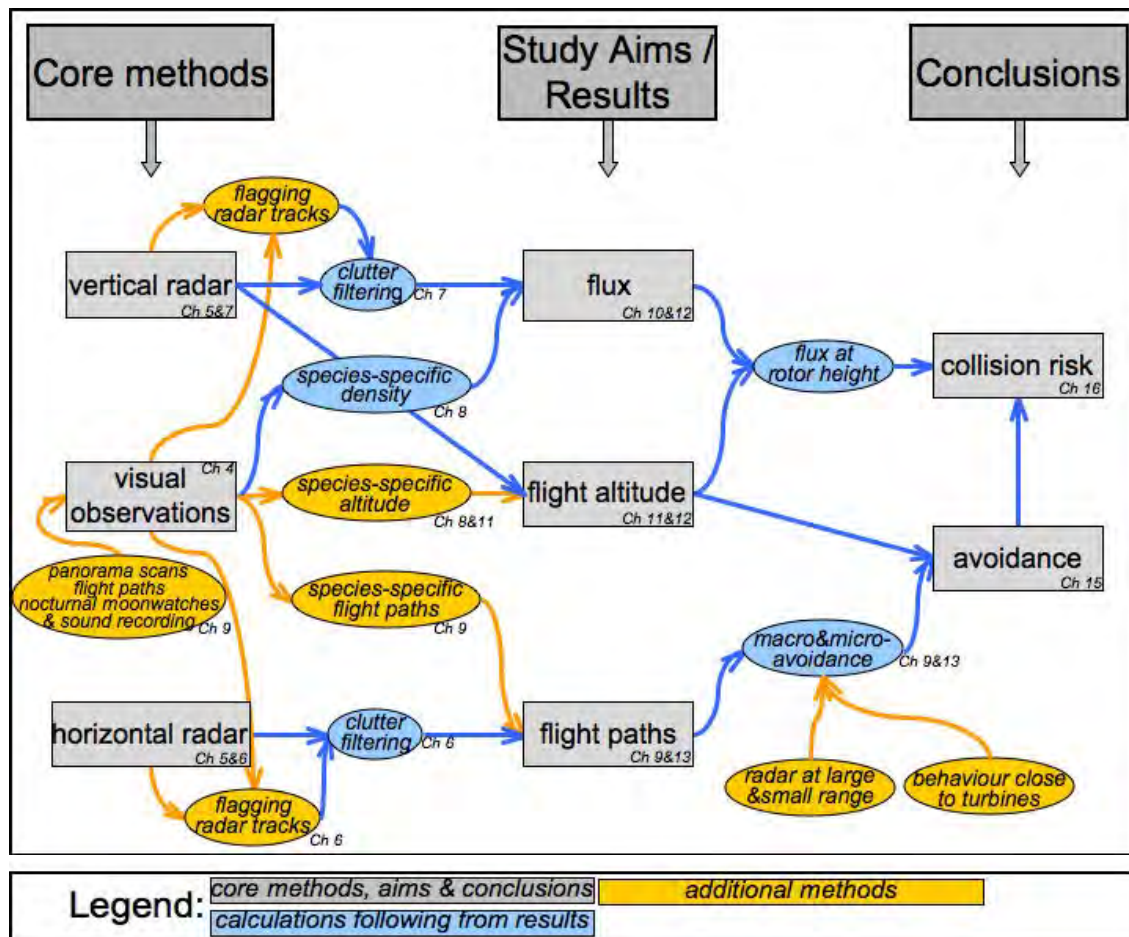 Core methods
Study Aims /
Results
Conclusions
flagging
radar tracks
vertical radar
Ch 5&7
clutter
filtering
Ch 7
flux
Ch 10&12
flux at
rotor height
collision risk
Ch 16
species-specific
density
Ch 8
visual
observations
Ch 4
species-specific
altitude
Ch 8&11
flight altitude
Ch 11&12
avoidance
Ch 15
panorama scans
flight paths
nocturnal moonwatches
& sound recording
Ch 9
species-specific
flight paths
Ch 9
macro&micro-
avoidance
Ch 9&13
horizontal radar
Ch 5&6
clutter
filtering
Ch 6
flight paths
Ch 9&13
radar at large
&small range
behaviour close
to turbines
flagging
radar tracks
Ch 6
Legend:
core methods, aims & conclusions
additional methods
calculations following from results